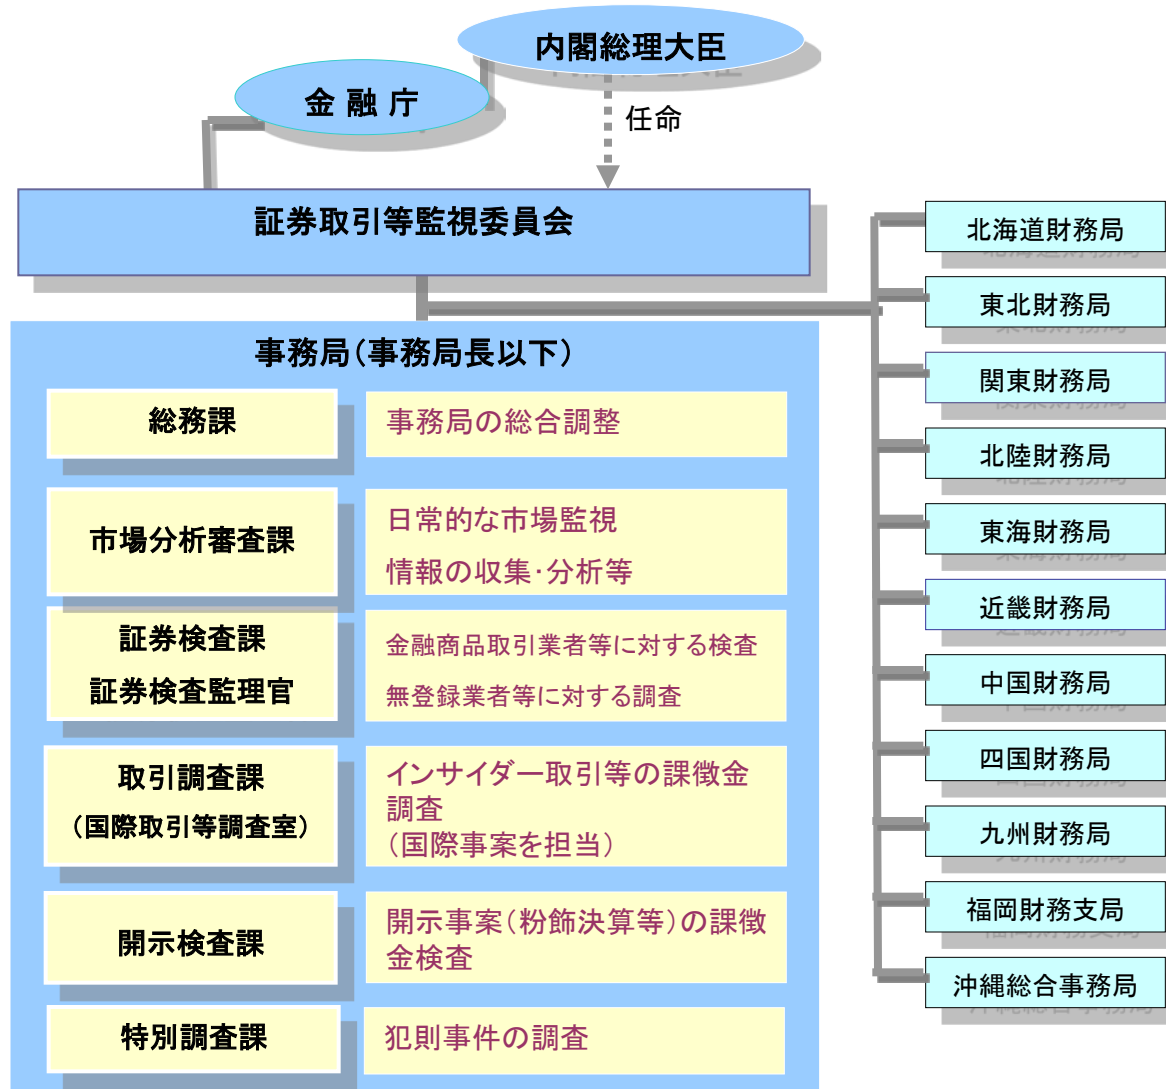 内閣総理大臣
金 融 庁
任命
証券取引等監視委員会
事務局(事務局長以下)
総務課
事務局の総合調整
市場分析審査課
日常的な市場監視
情報の収集・分析等
証券検査課
証券検査監理官
金融商品取引業者等に対する検査
無登録業者等に対する調査
取引調査課
(国際取引等調査室)
インサイダー取引等の課徴金
調査
(国際事案を担当)
開示検査課
開示事案(粉飾決算等)の課徴
金検査
特別調査課
犯則事件の調査
北海道財務局
東北財務局
関東財務局
北陸財務局
東海財務局
近畿財務局
中国財務局
四国財務局
九州財務局
福岡財務支局
沖縄総合事務局